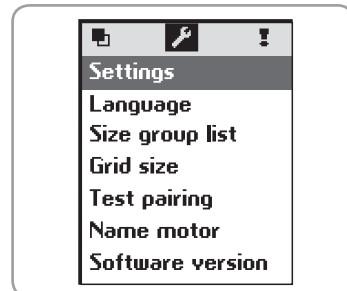 Settings
Language
Size group list
Grid size
Test pairing
Name motor
Software version